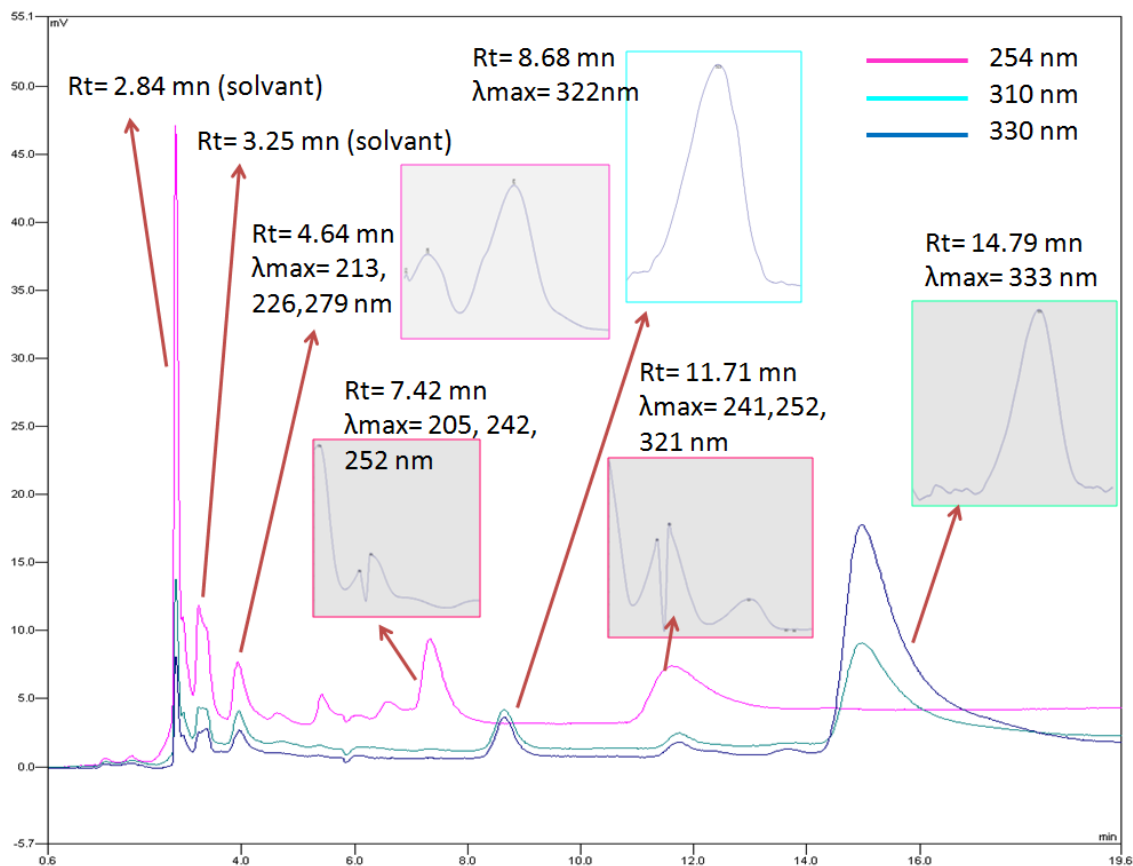 55.1
mV
50.0
45.0
40.0
35.0
30.0
25.0
20.0
15.0
10.0
5.0
0.0
-5.7
Rt= 2.84 mn (solvant)
Rt= 3.25 mn (solvant)
Rt= 4.64 mn
λmax= 213,
226,279 nm
Rt= 7.42 mn
λmax= 205, 242,
252 nm
Rt= 8.68 mn
λmax= 322nm
Rt= 11.71 mn
λmax= 241,252,
321 nm
Rt= 14.79 mn
λmax= 333 nm
254 nm
310 nm
330 nm
min
0.6
4.0
6.0
8.0
10.0
12.0
14.0
16.0
19.6